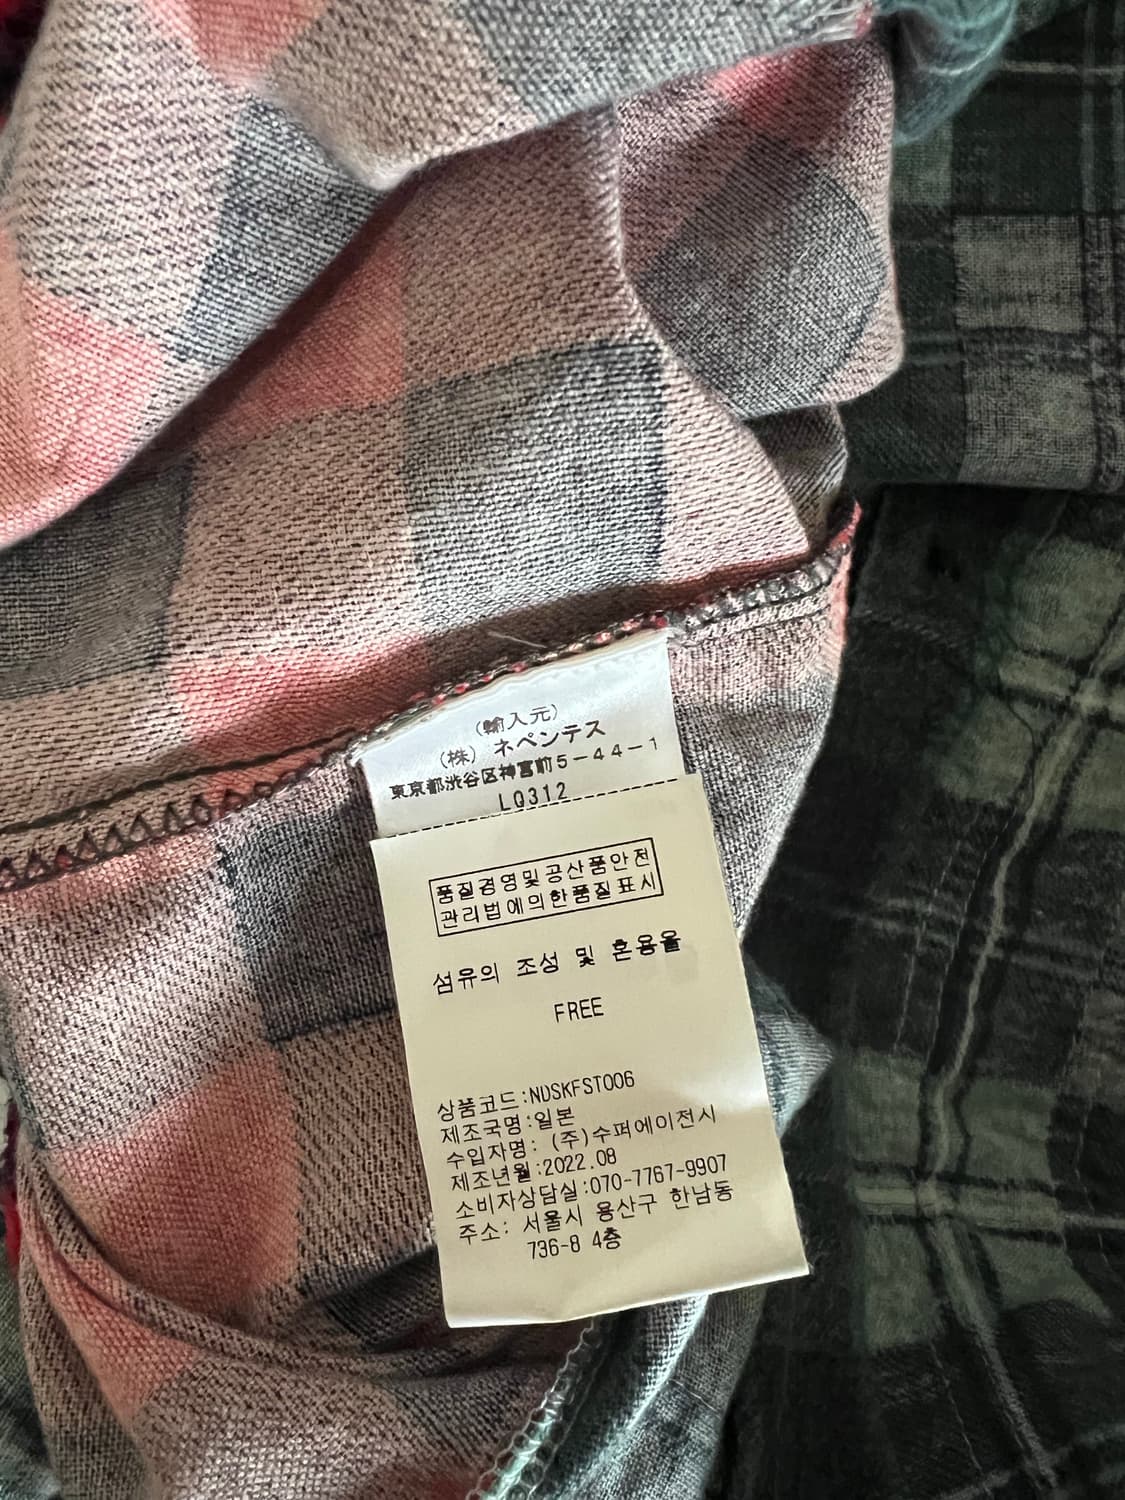 (輸入元)
(株) ネペンテス
東京都渋谷区神宮前5-44-1
LQ312
품질경영및공산품안전
관리법에의한품질표시
섬유의 조성 및 혼용율
FREE
상품코드:NDSKFST006
제조국명:일본
수입자명: (주)수퍼에이전시
제조년월:2022.08
소비자상담실:070-7767-9907
주소: 서울시 용산구 한남동
736-8 4층